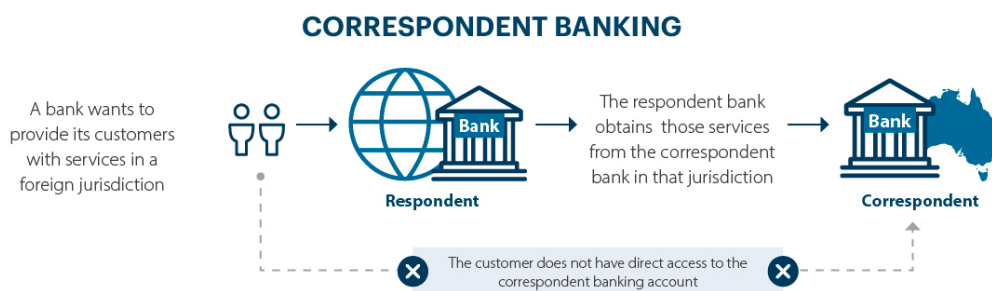 CORRESPONDENT BANKING
A bank wants to
provide its customers
with services in a
foreign jurisdiction
Bank
Respondent
The respondent bank
obtains those services
from the correspondent
bank in that jurisdiction
Bank
Correspondent
The customer does not have direct access to the
correspondent banking account